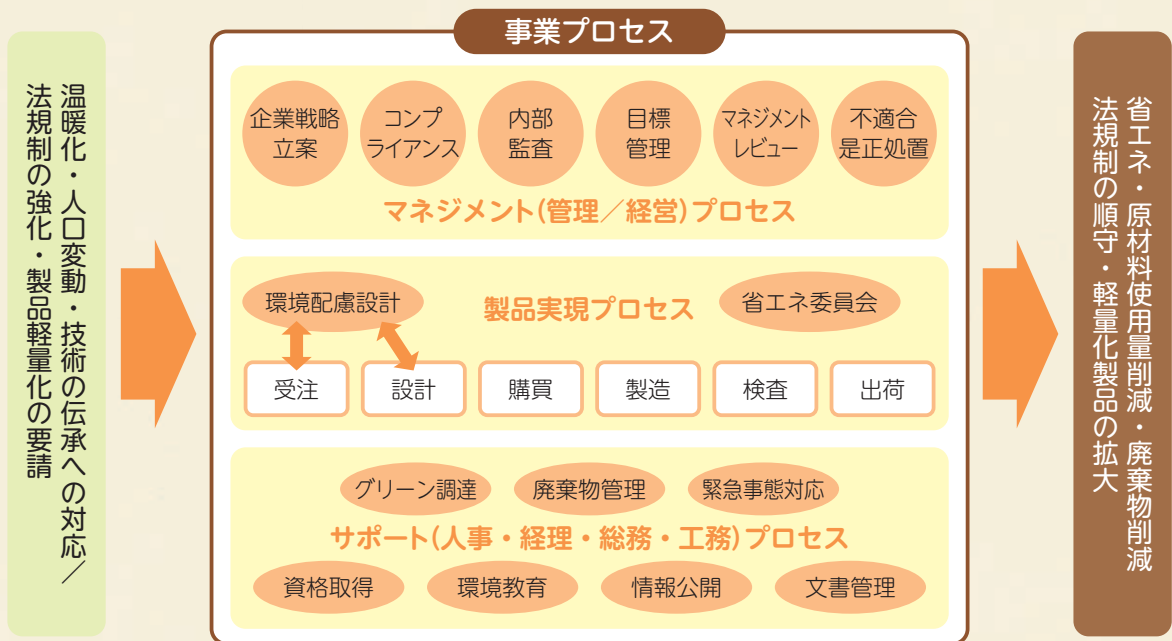 事業プロセス
温暖化・人口変動・技術の伝承への対応／
法規制の強化・製品軽量化の要請
企業戦略
立案
コンプ
ライアンス
内部
監査
目標
管理
マネジメント
レビュー
不適合
是正処置
マネジメント(管理／経営)プロセス
環境配慮設計
製品実現プロセス
省エネ委員会
受注
設計
購買
製造
検査
出荷
グリーン調達
廃棄物管理
緊急事態対応
サポート(人事・経理・総務・工務)プロセス
資格取得
環境教育
情報公開
文書管理
省エネ・原材料使用量削減・廃棄物削減
法規制の順守・軽量化製品の拡大